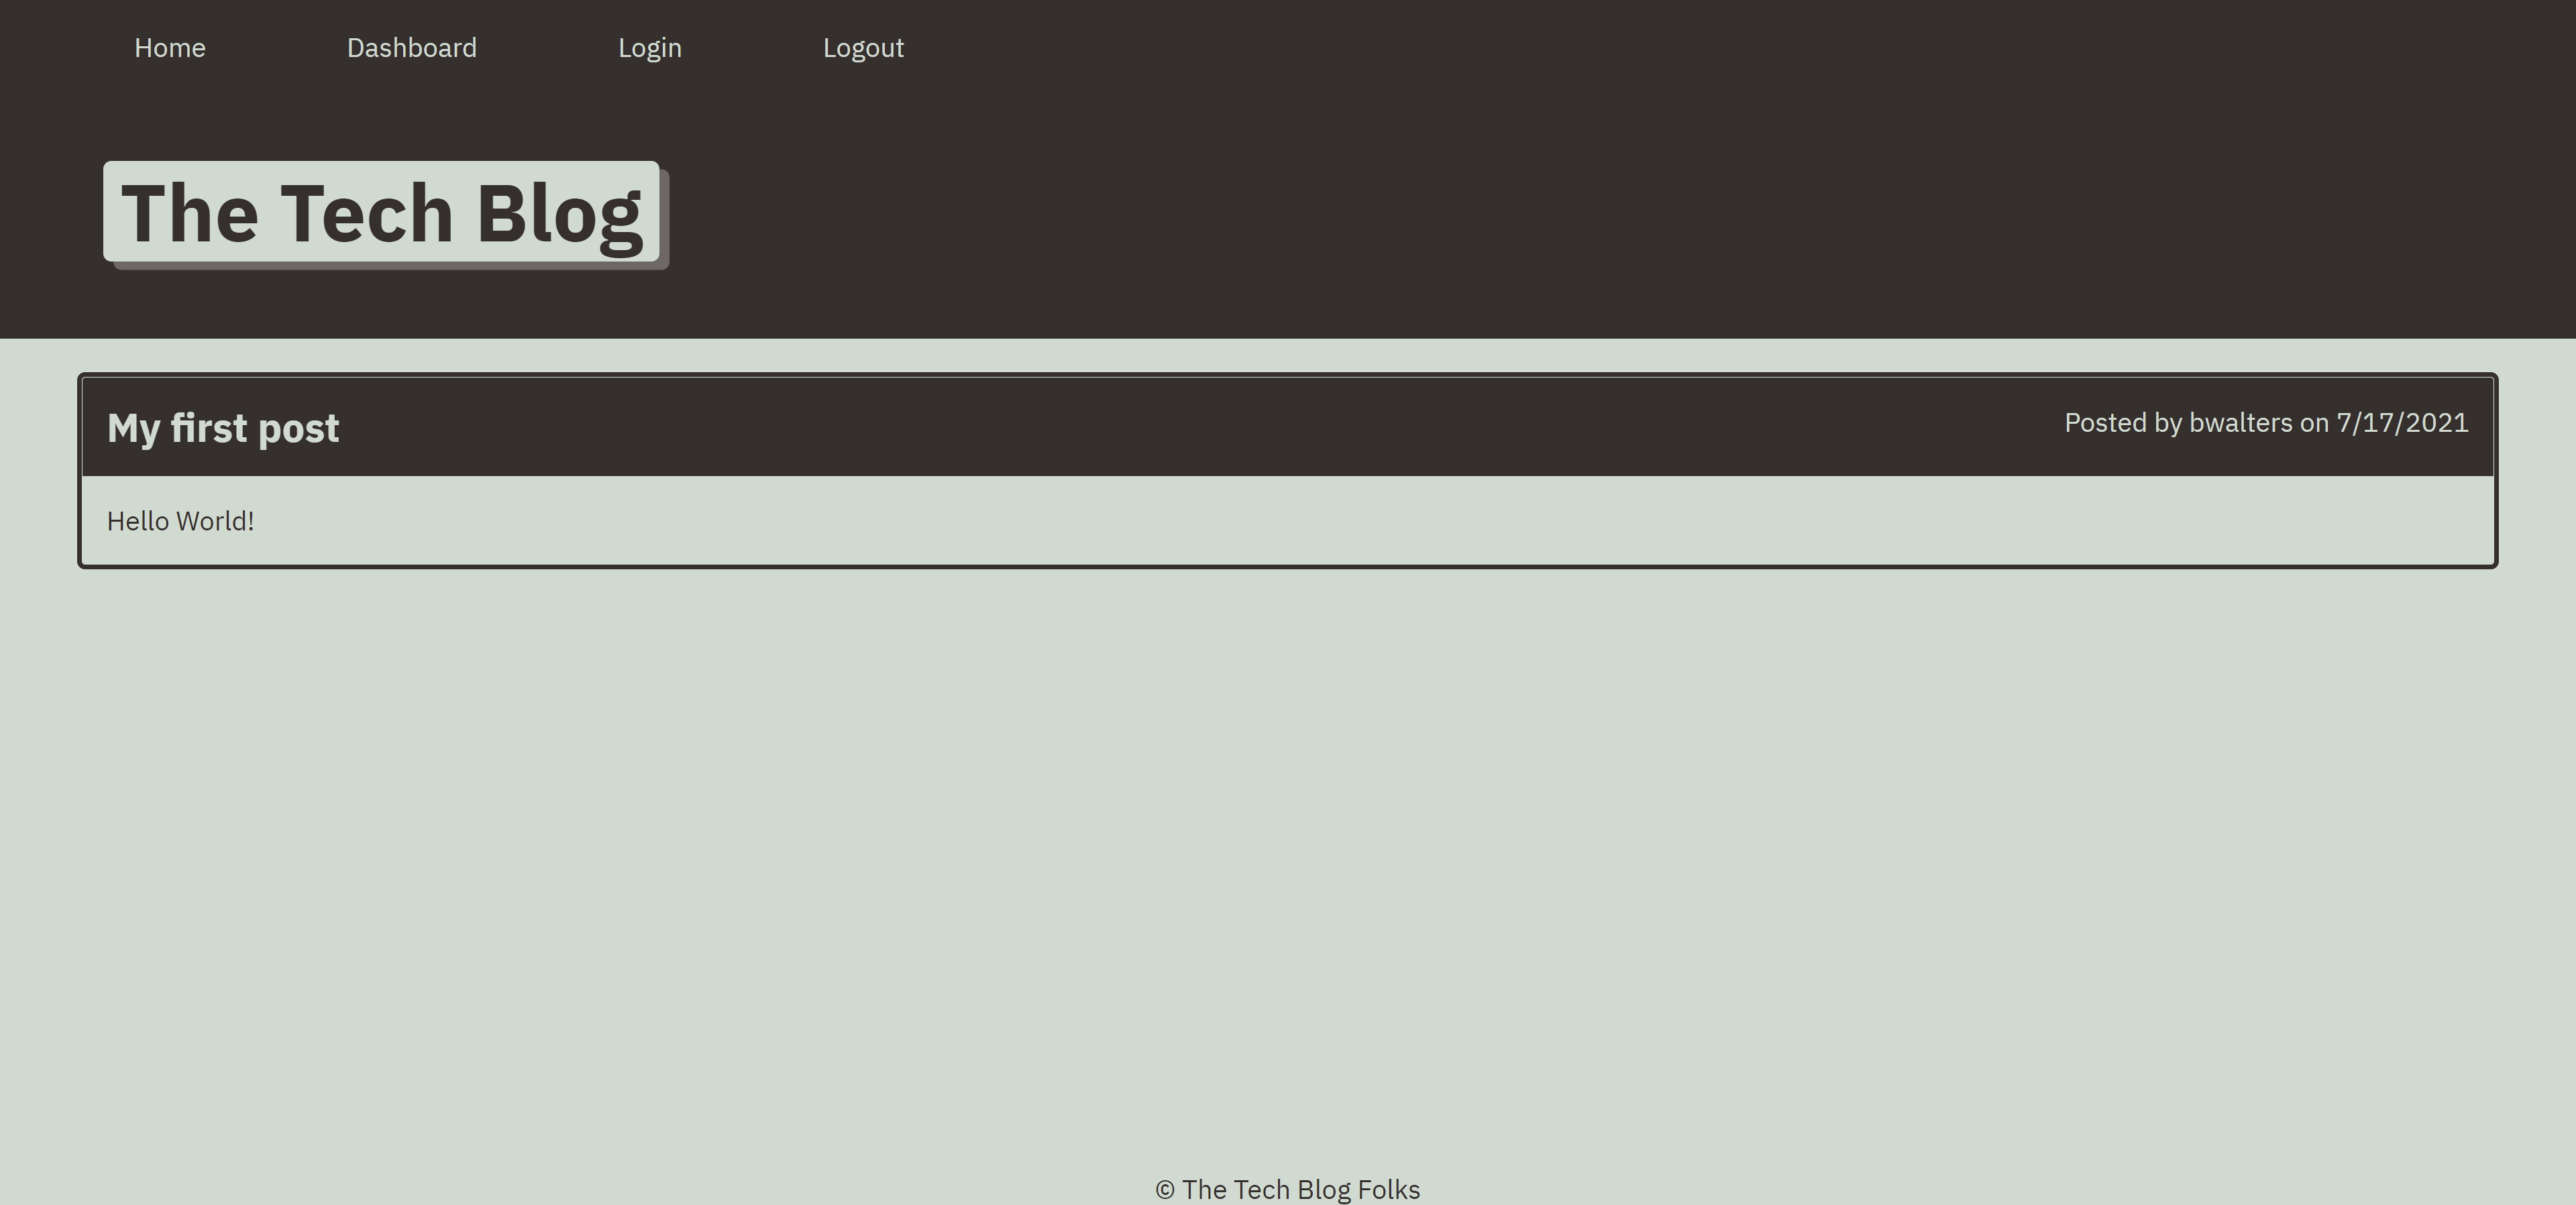 Home Dashboard Login Logout
The Tech Blog
My first post
Posted by bwalters on 7/17/2021
Hello World!
© The Tech Blog Folks